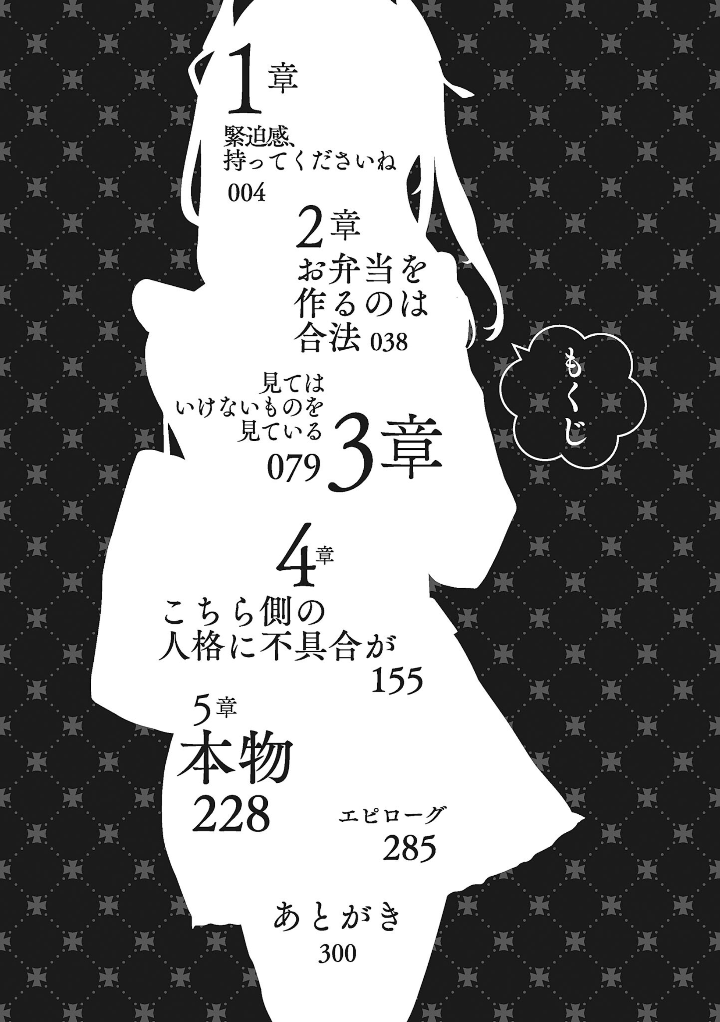 もくじ
1章
緊迫感、
持ってくださいね
004
2章
お弁当を
作るのは
合法 038
3章
見ては
いけないものを
見ている
079
4章
こちら側の
人格に不具合が
155
5章
本物
228
エピローグ
285
あとがき
300